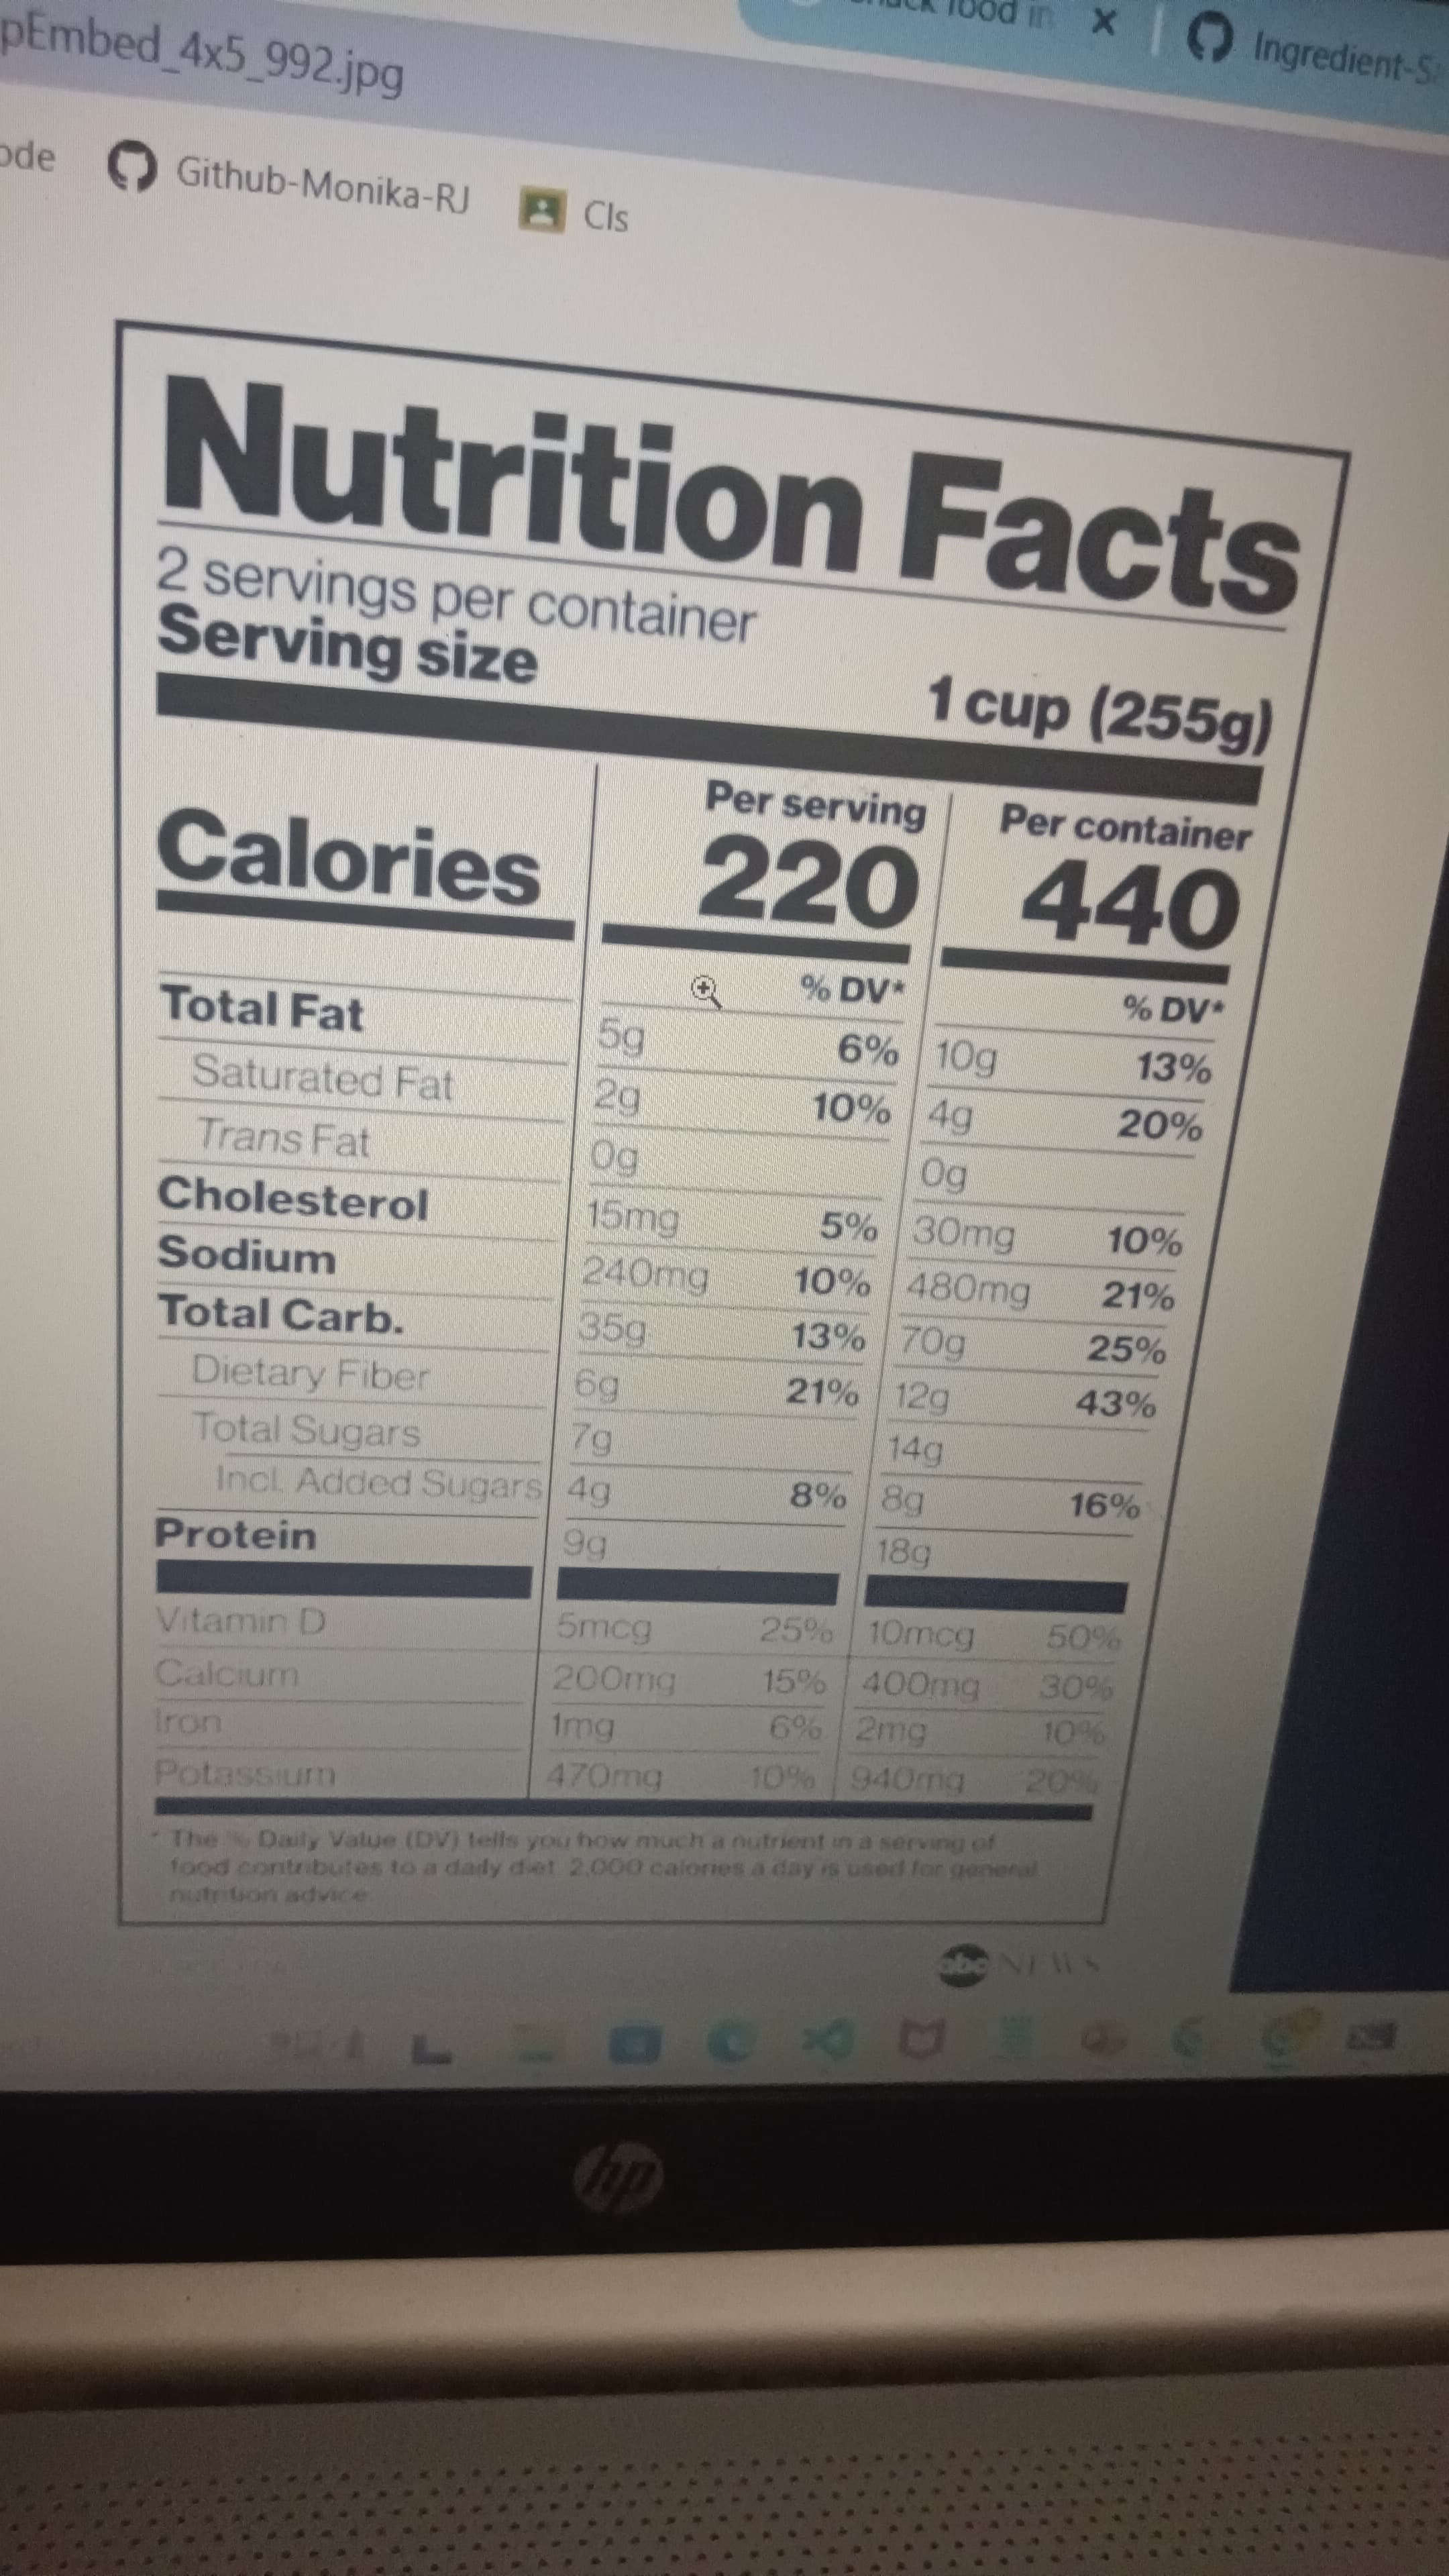 pEmbed_4x5_992.jpg
food in × Ingredient-S
ode Github-Monika-RJ Cls
Nutrition Facts
2 servings per container
Serving size 1 cup (255g)
Per serving Per container
Calories 220 440
% DV* % DV*
Total Fat 5g 6% 10g 13%
Saturated Fat 2g 10% 4g 20%
Trans Fat 0g 0g
Cholesterol 15mg 5% 30mg 10%
Sodium 240mg 10% 480mg 21%
Total Carb. 35g 13% 70g 25%
Dietary Fiber 6g 21% 12g 43%
Total Sugars 7g 14g
Incl. Added Sugars 4g 8% 8g 16%
Protein 9g 18g
Vitamin D 5mcg 25% 10mcg 50%
Calcium 200mg 15% 400mg 30%
Iron 1mg 6% 2mg 10%
Potassium 470mg 10% 940mg 20%
* The % Daily Value (DV) tells you how much a nutrient in a serving of
food contributes to a daily diet. 2,000 calories a day is used for general
nutrition advice.
abc NEWS
hp